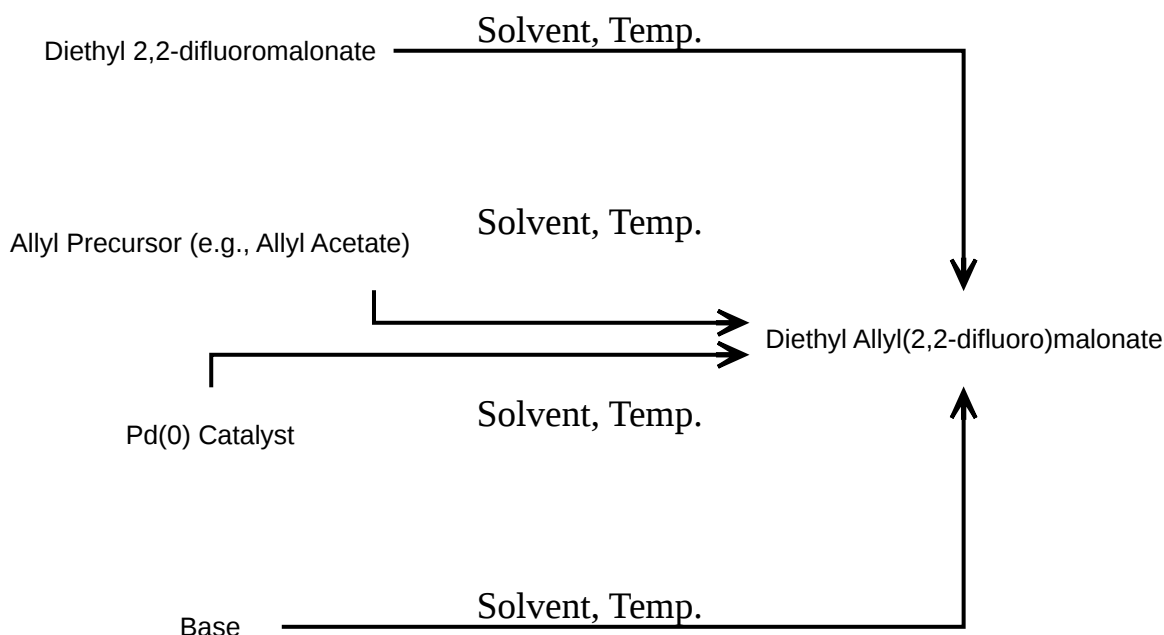 Solvent, Temp.
Diethyl 2,2-difluoromalonate
Solvent, Temp.
Allyl Precursor (e.g., Allyl Acetate)
Diethyl Allyl(2,2-difluoro)malonate
Solvent, Temp.
Pd(0) Catalyst
Solvent, Temp.
Base